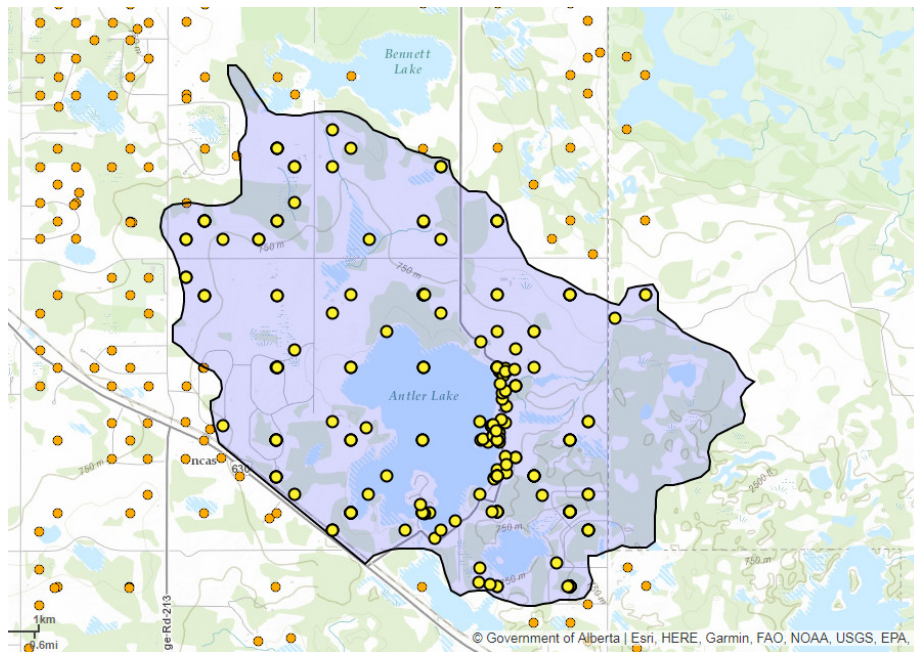 Bennett
Lake
750 m
750 m
750 m
Antler Lake
ncas
630
750 m
2500 ft
750 m
750 m
750 m
ge-Rd-213
1km
0.6mi
© Government of Alberta | Esri, HERE, Garmin, FAO, NOAA, USGS, EPA,